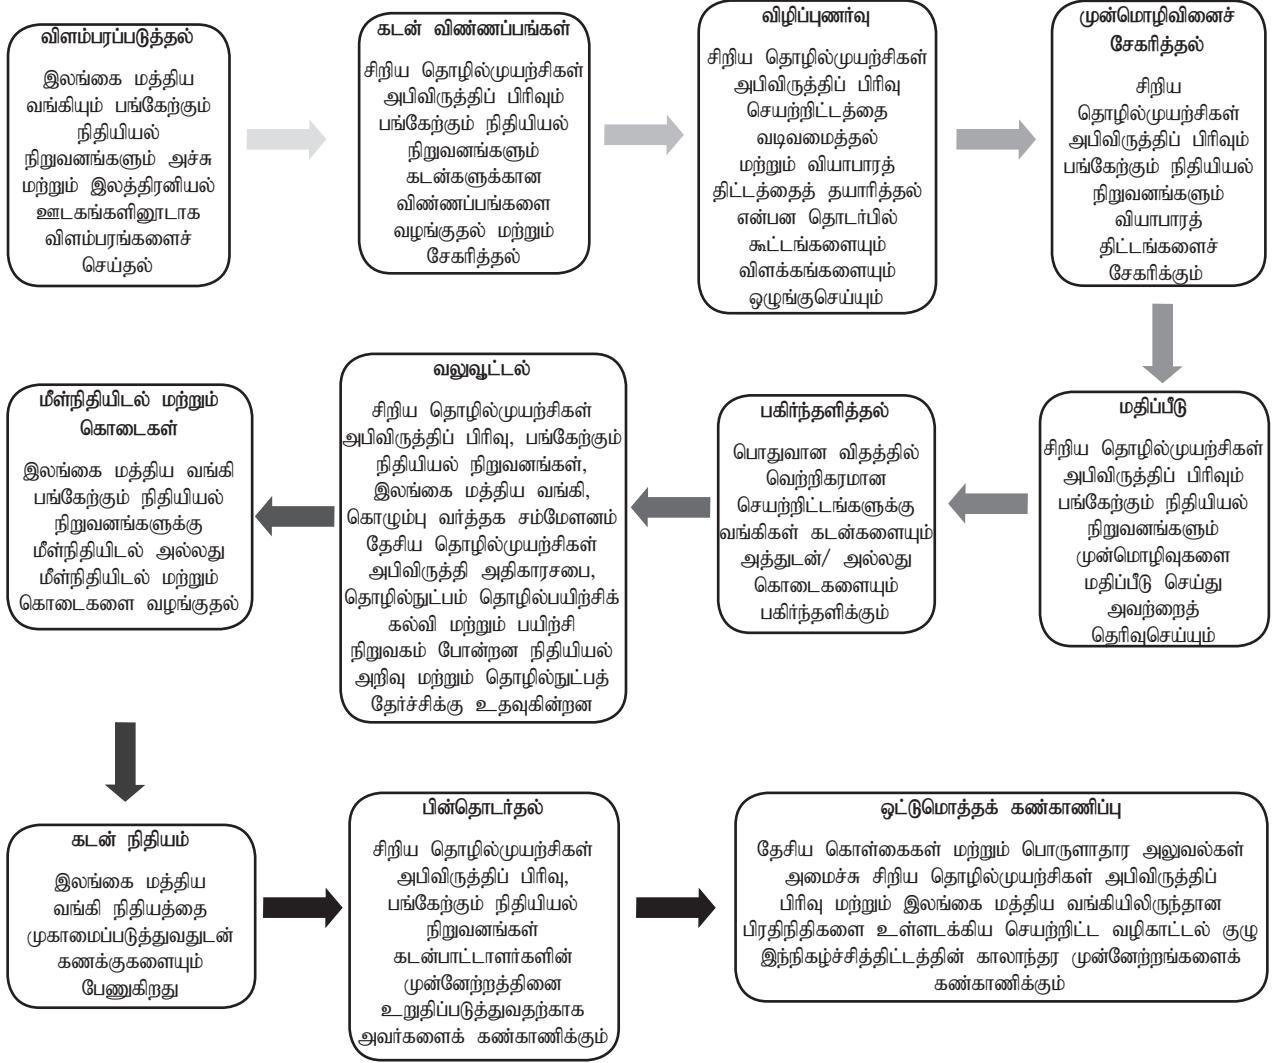 விளம்பரப்படுத்தல்
இலங்கை மத்திய
வங்கியும் பங்கேற்கும்
நிதியியல்
நிறுவனங்களும் அச்சு
மற்றும் இலத்திரனியல்
ஊடகங்களினூடாக
விளம்பரங்களைச்
செய்தல்
கடன் விண்ணப்பங்கள்
சிறிய தொழில்முயற்சிகள்
அபிவிருத்திப் பிரிவும்
பங்கேற்கும் நிதியியல்
நிறுவனங்களும்
கடன்களுக்கான
விண்ணப்பங்களை
வழங்குதல் மற்றும்
சேகரித்தல்
விழிப்புணர்வு
சிறிய தொழில்முயற்சிகள்
அபிவிருத்திப் பிரிவு
செயற்றிட்டத்தை
வடிவமைத்தல்
மற்றும் வியாபாரத்
திட்டத்தைத் தயாரித்தல்
என்பன தொடர்பில்
கூட்டங்களையும்
விளக்கங்களையும்
ஒழுங்குசெய்யும்
முன்மொழிவினைச்
சேகரித்தல்
சிறிய
தொழில்முயற்சிகள்
அபிவிருத்திப் பிரிவும்
பங்கேற்கும் நிதியியல்
நிறுவனங்களும்
வியாபாரத்
திட்டங்களைச்
சேகரிக்கும்
மதிப்பீடு
சிறிய தொழில்முயற்சிகள்
அபிவிருத்திப் பிரிவும்
பங்கேற்கும் நிதியியல்
நிறுவனங்களும்
முன்மொழிவுகளை
மதிப்பீடு செய்து
அவற்றைத்
தெரிவுசெய்யும்
பகிர்ந்தளித்தல்
பொதுவான விதத்தில்
வெற்றிகரமான
செயற்றிட்டங்களுக்கு
வங்கிகள் கடன்களையும்
அத்துடன்/ அல்லது
கொடைகளையும்
பகிர்ந்தளிக்கும்
வலுவூட்டல்
சிறிய தொழில்முயற்சிகள்
அபிவிருத்திப் பிரிவு, பங்கேற்கும்
நிதியியல் நிறுவனங்கள்,
இலங்கை மத்திய வங்கி,
கொழும்பு வர்த்தக சம்மேளனம்
தேசிய தொழில்முயற்சிகள்
அபிவிருத்தி அதிகாரசபை,
தொழில்நுட்பம் தொழில்பயிற்சிக்
கல்வி மற்றும் பயிற்சி
நிறுவகம் போன்றன நிதியியல்
அறிவு மற்றும் தொழில்நுட்பத்
தேர்ச்சிக்கு உதவுகின்றன
மீள்நிதியிடல் மற்றும்
கொடைகள்
இலங்கை மத்திய வங்கி
பங்கேற்கும் நிதியியல்
நிறுவனங்களுக்கு
மீள்நிதியிடல் அல்லது
மீள்நிதியிடல் மற்றும்
கொடைகளை வழங்குதல்
கடன் நிதியம்
இலங்கை மத்திய
வங்கி நிதியத்தை
முகாமைப்படுத்துவதுடன்
கணக்குகளையும்
பேணுகிறது
பின்தொடர்தல்
சிறிய தொழில்முயற்சிகள்
அபிவிருத்திப் பிரிவு,
பங்கேற்கும் நிதியியல்
நிறுவனங்கள்
கடன்பாட்டாளர்களின்
முன்னேற்றத்தினை
உறுதிப்படுத்துவதற்காக
அவர்களைக் கண்காணிக்கும்
ஒட்டுமொத்தக் கண்காணிப்பு
தேசிய கொள்கைகள் மற்றும் பொருளாதார அலுவல்கள்
அமைச்சு சிறிய தொழில்முயற்சிகள் அபிவிருத்திப்
பிரிவு மற்றும் இலங்கை மத்திய வங்கியிலிருந்தான
பிரதிநிதிகளை உள்ளடக்கிய செயற்றிட்ட வழிகாட்டல் குழு
இந்நிகழ்ச்சித்திட்டத்தின் காலாந்தர முன்னேற்றங்களைக்
கண்காணிக்கும்